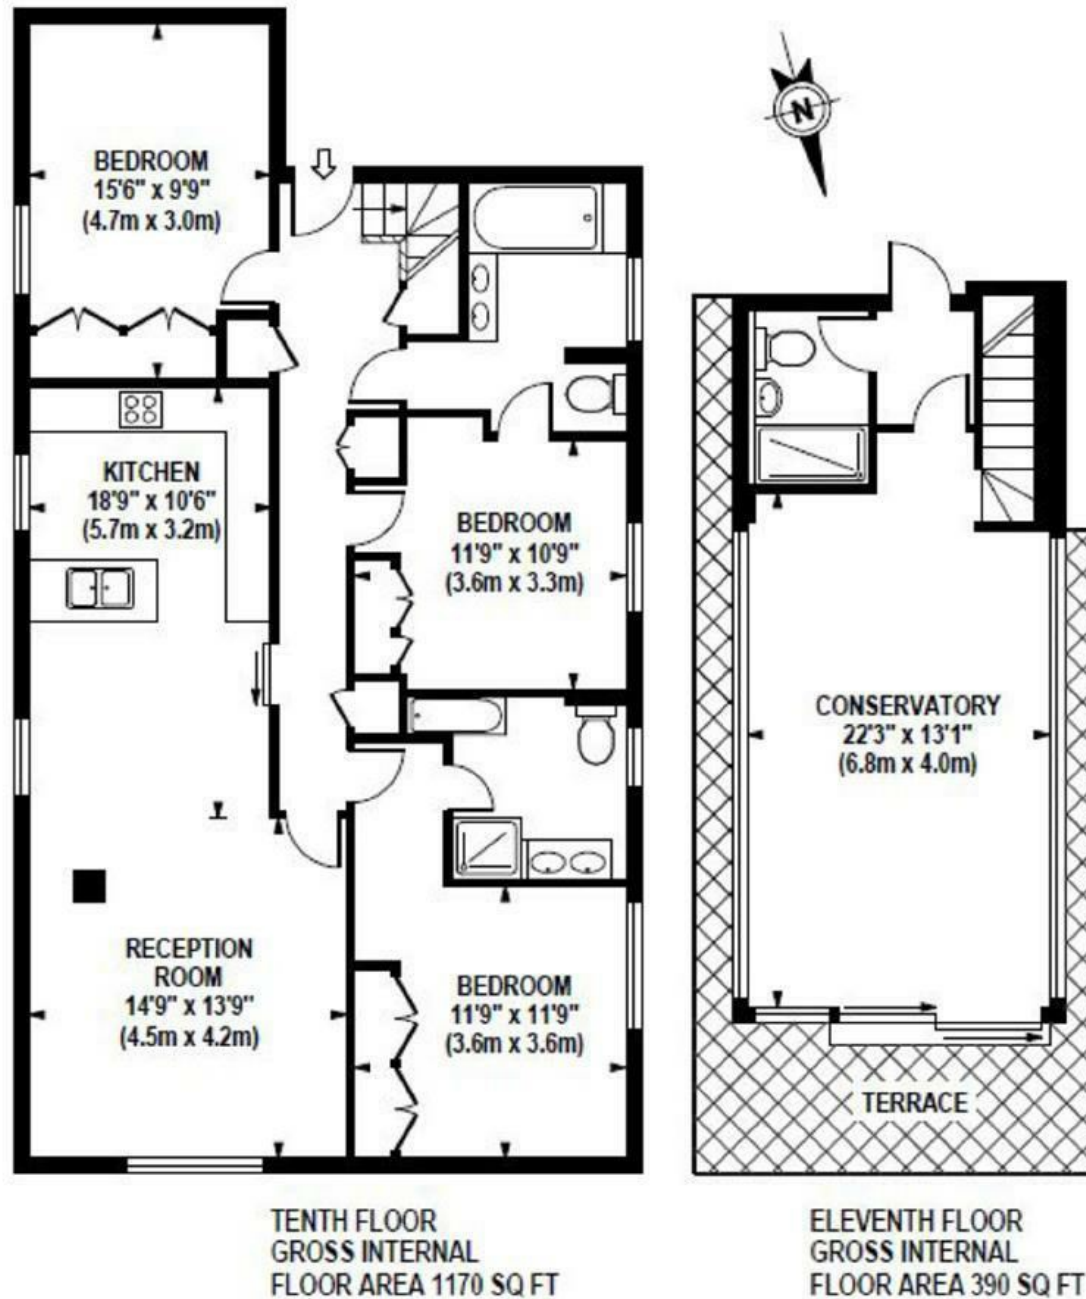 BEDROOM
15'6" x 9'9"
(4.7m x 3.0m)
N
KITCHEN
18'9" x 10'6"
(5.7m x 3.2m)
BEDROOM
11'9" x 10'9"
(3.6m x 3.3m)
CONSERVATORY
22'3" x 13'1"
(6.8m x 4.0m)
RECEPTION
ROOM
14'9" x 13'9"
(4.5m x 4.2m)
BEDROOM
11'9" x 11'9"
(3.6m x 3.6m)
TERRACE
TENTH FLOOR
GROSS INTERNAL
FLOOR AREA 1170 SQ FT
ELEVENTH FLOOR
GROSS INTERNAL
FLOOR AREA 390 SQ FT